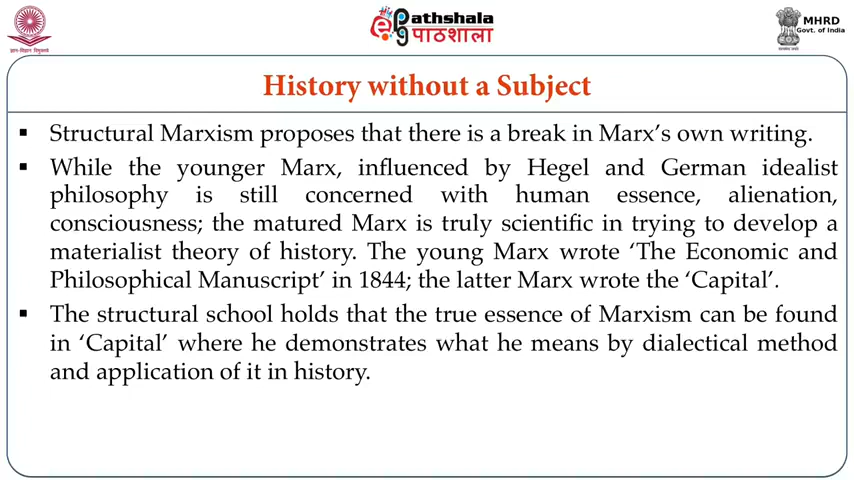 ज्ञान-विज्ञान विमुक्तये
Pathshala
पाठशाला
MHRD
Govt. of India
History without a Subject
▪ Structural Marxism proposes that there is a break in Marx’s own writing.
▪ While the younger Marx, influenced by Hegel and German idealist
philosophy is still concerned with human essence, alienation,
consciousness; the matured Marx is truly scientific in trying to develop a
materialist theory of history. The young Marx wrote ‘The Economic and
Philosophical Manuscript’ in 1844; the latter Marx wrote the ‘Capital’.
▪ The structural school holds that the true essence of Marxism can be found
in ‘Capital’ where he demonstrates what he means by dialectical method
and application of it in history.